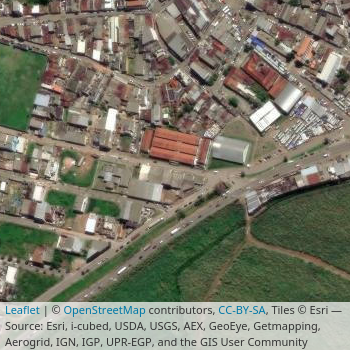 Leaflet | © OpenStreetMap contributors, CC-BY-SA, Tiles © Esri —
Source: Esri, i-cubed, USDA, USGS, AEX, GeoEye, Getmapping,
Aerogrid, IGN, IGP, UPR-EGP, and the GIS User Community